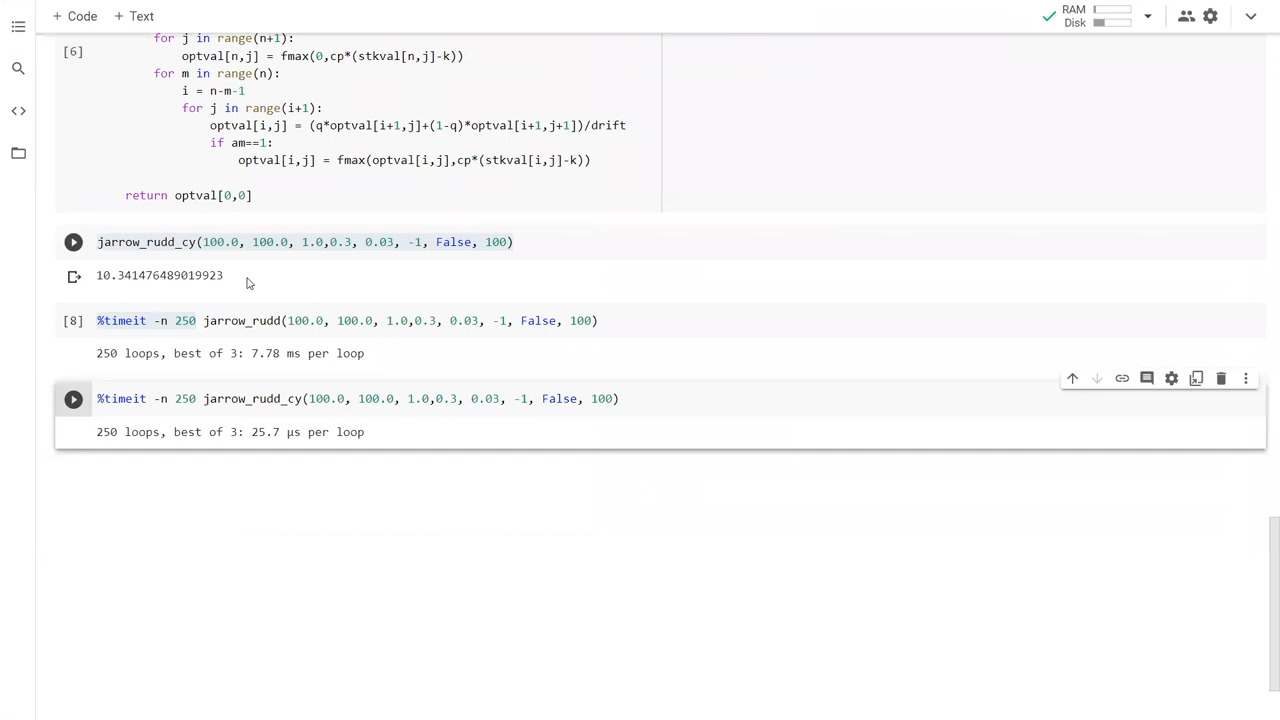 + Code + Text
RAM
Disk
[6]
for j in range(n+1):
optval[n,j] = fmax(0,cp*(stkval[n,j]-k))
for m in range(n):
i = n-m-1
for j in range(i+1):
optval[i,j] = (q*optval[i+1,j]+(1-q)*optval[i+1,j+1])/drift
if am==1:
optval[i,j] = fmax(optval[i,j],cp*(stkval[i,j]-k))
return optval[0,0]
jarrow_rudd_cy(100.0, 100.0, 1.0,0.3, 0.03, -1, False, 100)
10.341476489019923
[8] %timeit -n 250 jarrow_rudd(100.0, 100.0, 1.0,0.3, 0.03, -1, False, 100)
250 loops, best of 3: 7.78 ms per loop
%timeit -n 250 jarrow_rudd_cy(100.0, 100.0, 1.0,0.3, 0.03, -1, False, 100)
250 loops, best of 3: 25.7 µs per loop